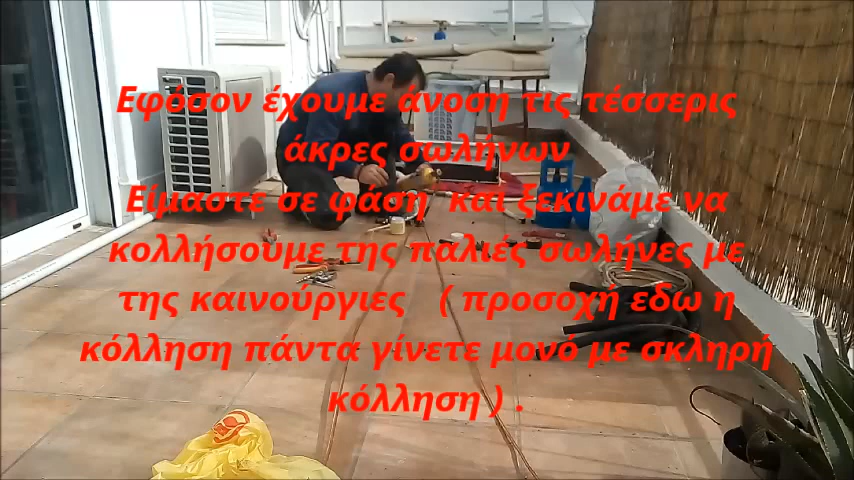 Εφόσον έχουμε άνοση τις τέσσερις
άκρες σωλήνων
Είμαστε σε φάση και ξεκινάμε να
κολλήσουμε της παλιές σωλήνες με
της καινούργιες ( προσοχή εδω η
κόλληση πάντα γίνετε μονό με σκληρή
κόλληση ) .